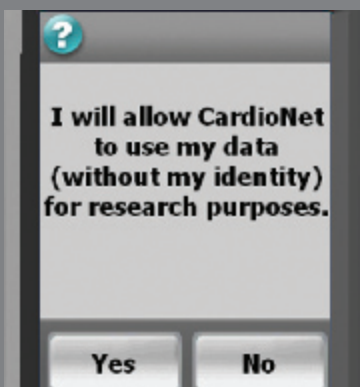 ?
I will allow CardioNet
to use my data
(without my identity)
for research purposes.
Yes No